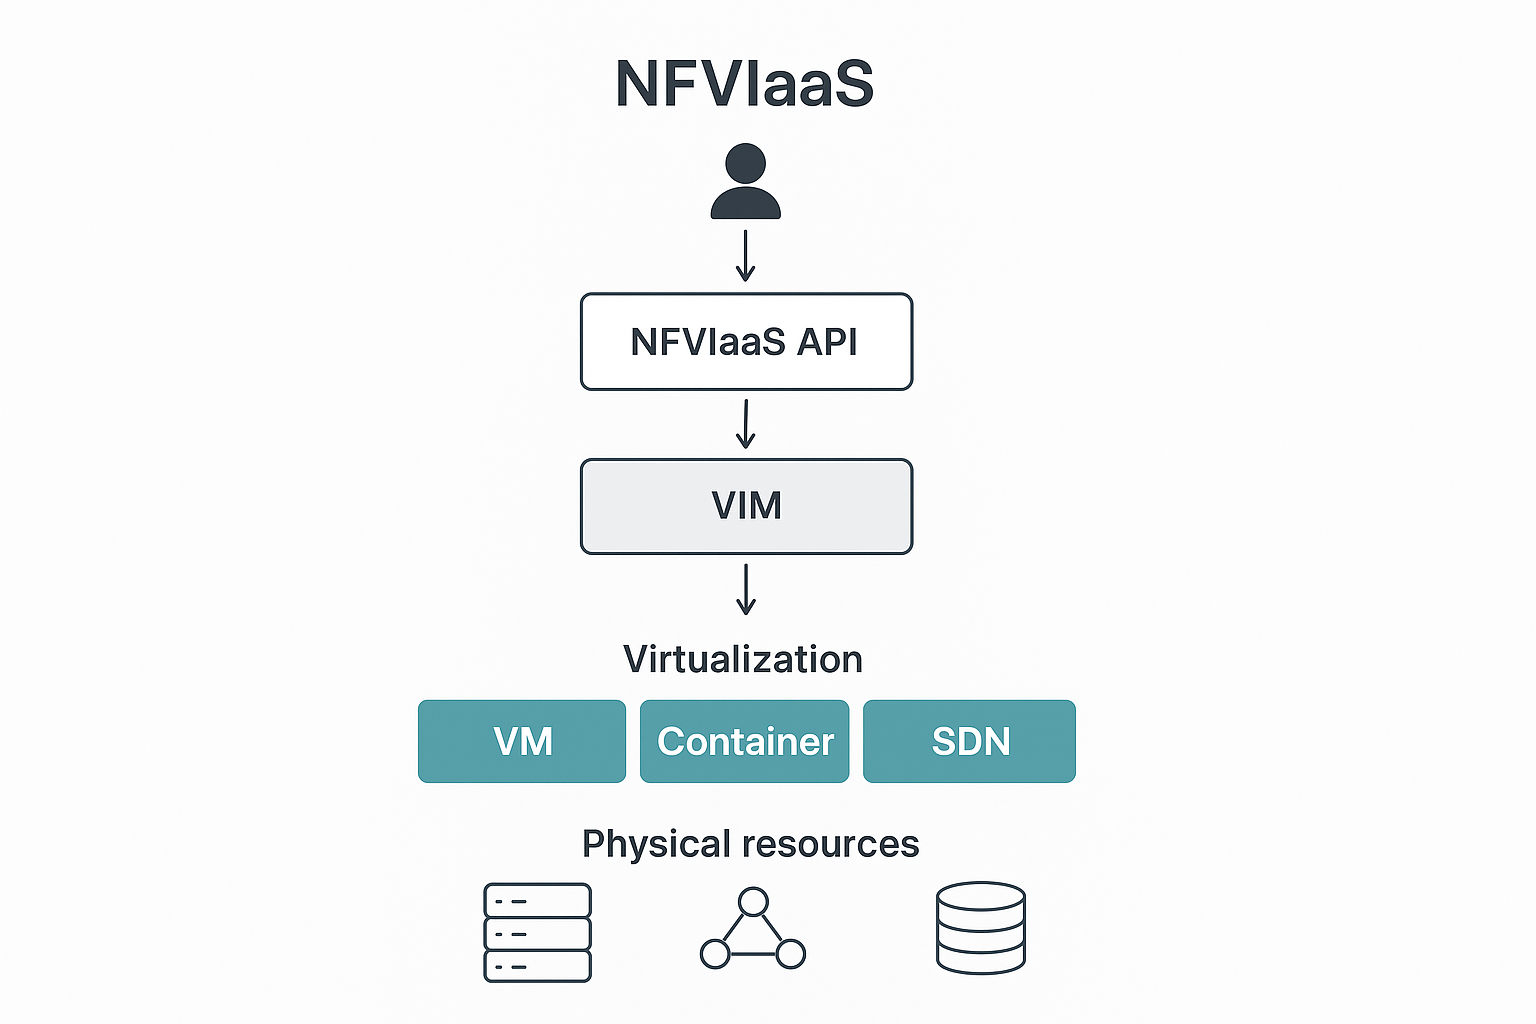 NFVIaaS
NFVIaaS API
VIM
Virtualization
VM
Container
SDN
Physical resources